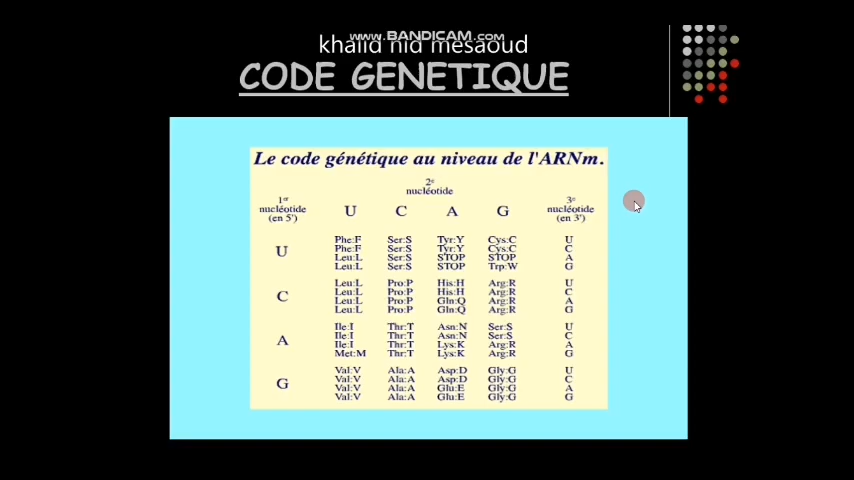 www.BANDICAM.com
khalid nid mesaoud
CODE GENETIQUE
Le code génétique au niveau de l'ARNm.
2e
nucléotide
1er
nucléotide
(en 5')
U C A G
3e
nucléotide
(en 3')
U
Phe:F Ser:S Tyr:Y Cys:C U
Phe:F Ser:S Tyr:Y Cys:C C
Leu:L Ser:S STOP STOP A
Leu:L Ser:S STOP Trp:W G
C
Leu:L Pro:P His:H Arg:R U
Leu:L Pro:P His:H Arg:R C
Leu:L Pro:P Gln:Q Arg:R A
Leu:L Pro:P Gln:Q Arg:R G
A
Ile:I Thr:T Asn:N Ser:S U
Ile:I Thr:T Asn:N Ser:S C
Ile:I Thr:T Lys:K Arg:R A
Met:M Thr:T Lys:K Arg:R G
G
Val:V Ala:A Asp:D Gly:G U
Val:V Ala:A Asp:D Gly:G C
Val:V Ala:A Glu:E Gly:G A
Val:V Ala:A Glu:E Gly:G G